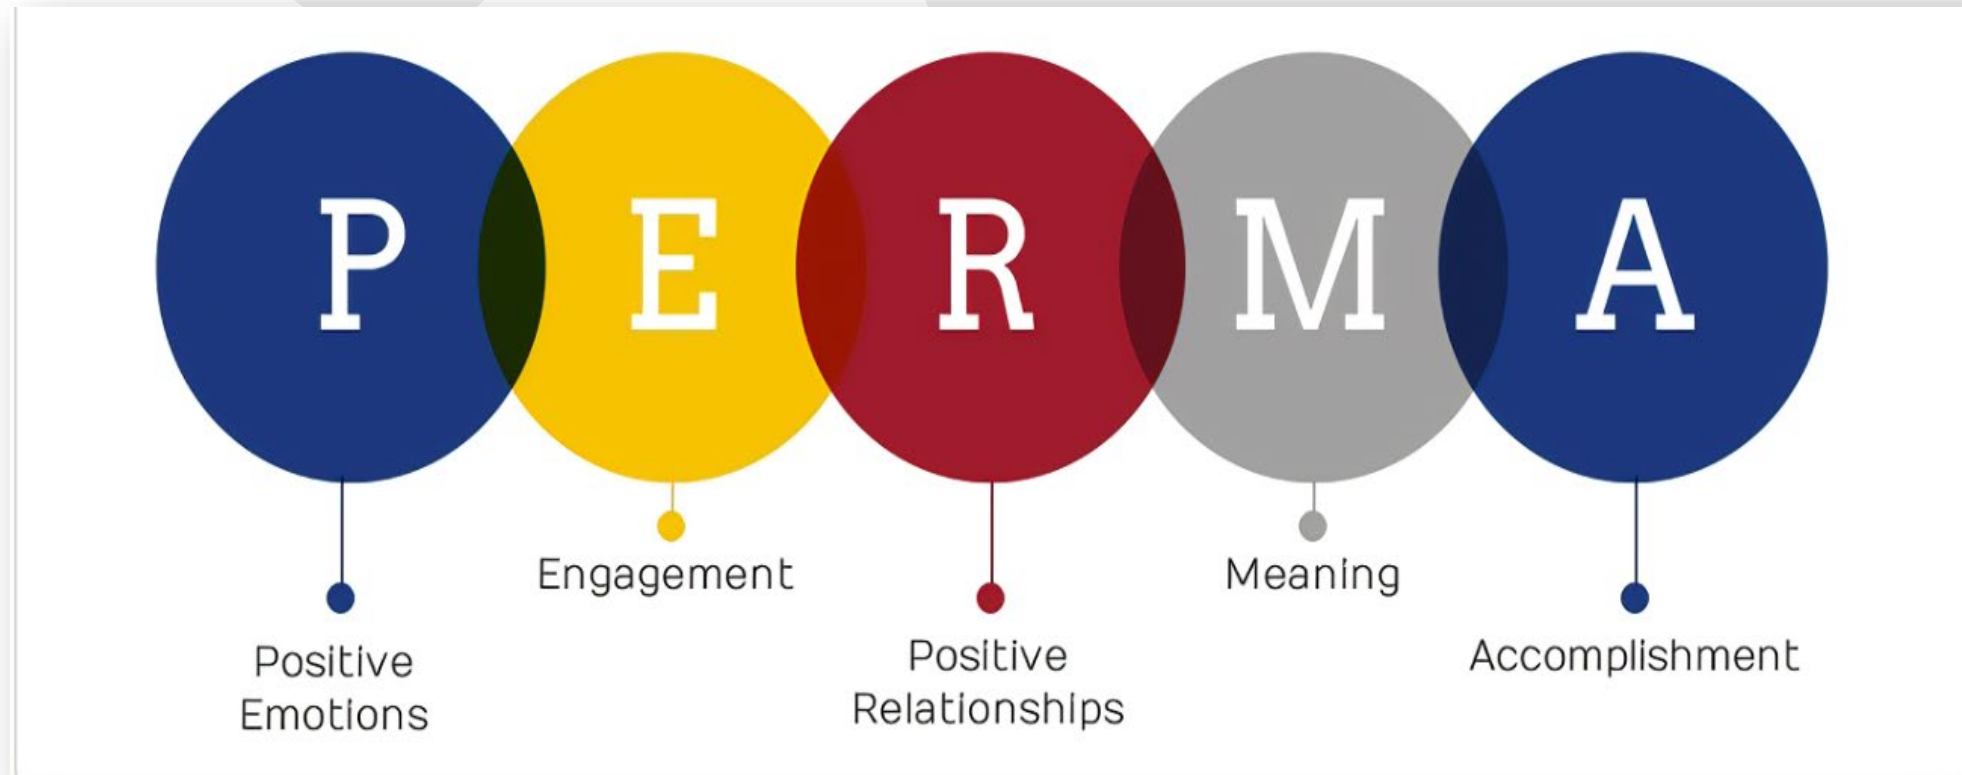 P E R M A
Engagement
Meaning
Positive
Emotions
Positive
Relationships
Accomplishment